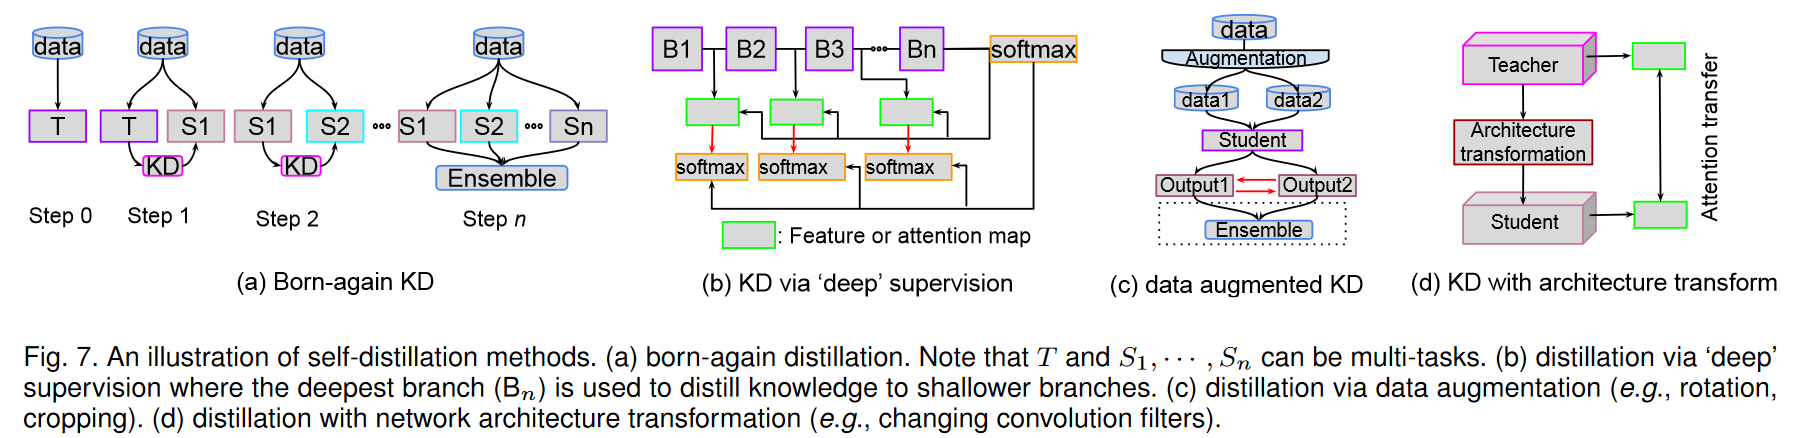 data
T
Step 0
data
T
S1
KD
Step 1
data
S1
S2
KD
Step 2
data
S1
S2
Sn
Ensemble
Step n
(a) Born-again KD
B1
B2
B3
Bn
softmax
softmax
softmax
softmax
: Feature or attention map
(b) KD via ‘deep’ supervision
data
Augmentation
data1
data2
Student
Output1
Output2
Ensemble
(c) data augmented KD
Teacher
Architecture
transformation
Student
Attention transfer
(d) KD with architecture transform
Fig. 7. An illustration of self-distillation methods. (a) born-again distillation. Note that T and S1, ··· , Sn can be multi-tasks. (b) distillation via ‘deep’
supervision where the deepest branch (Bn) is used to distill knowledge to shallower branches. (c) distillation via data augmentation (e.g., rotation,
cropping). (d) distillation with network architecture transformation (e.g., changing convolution filters).